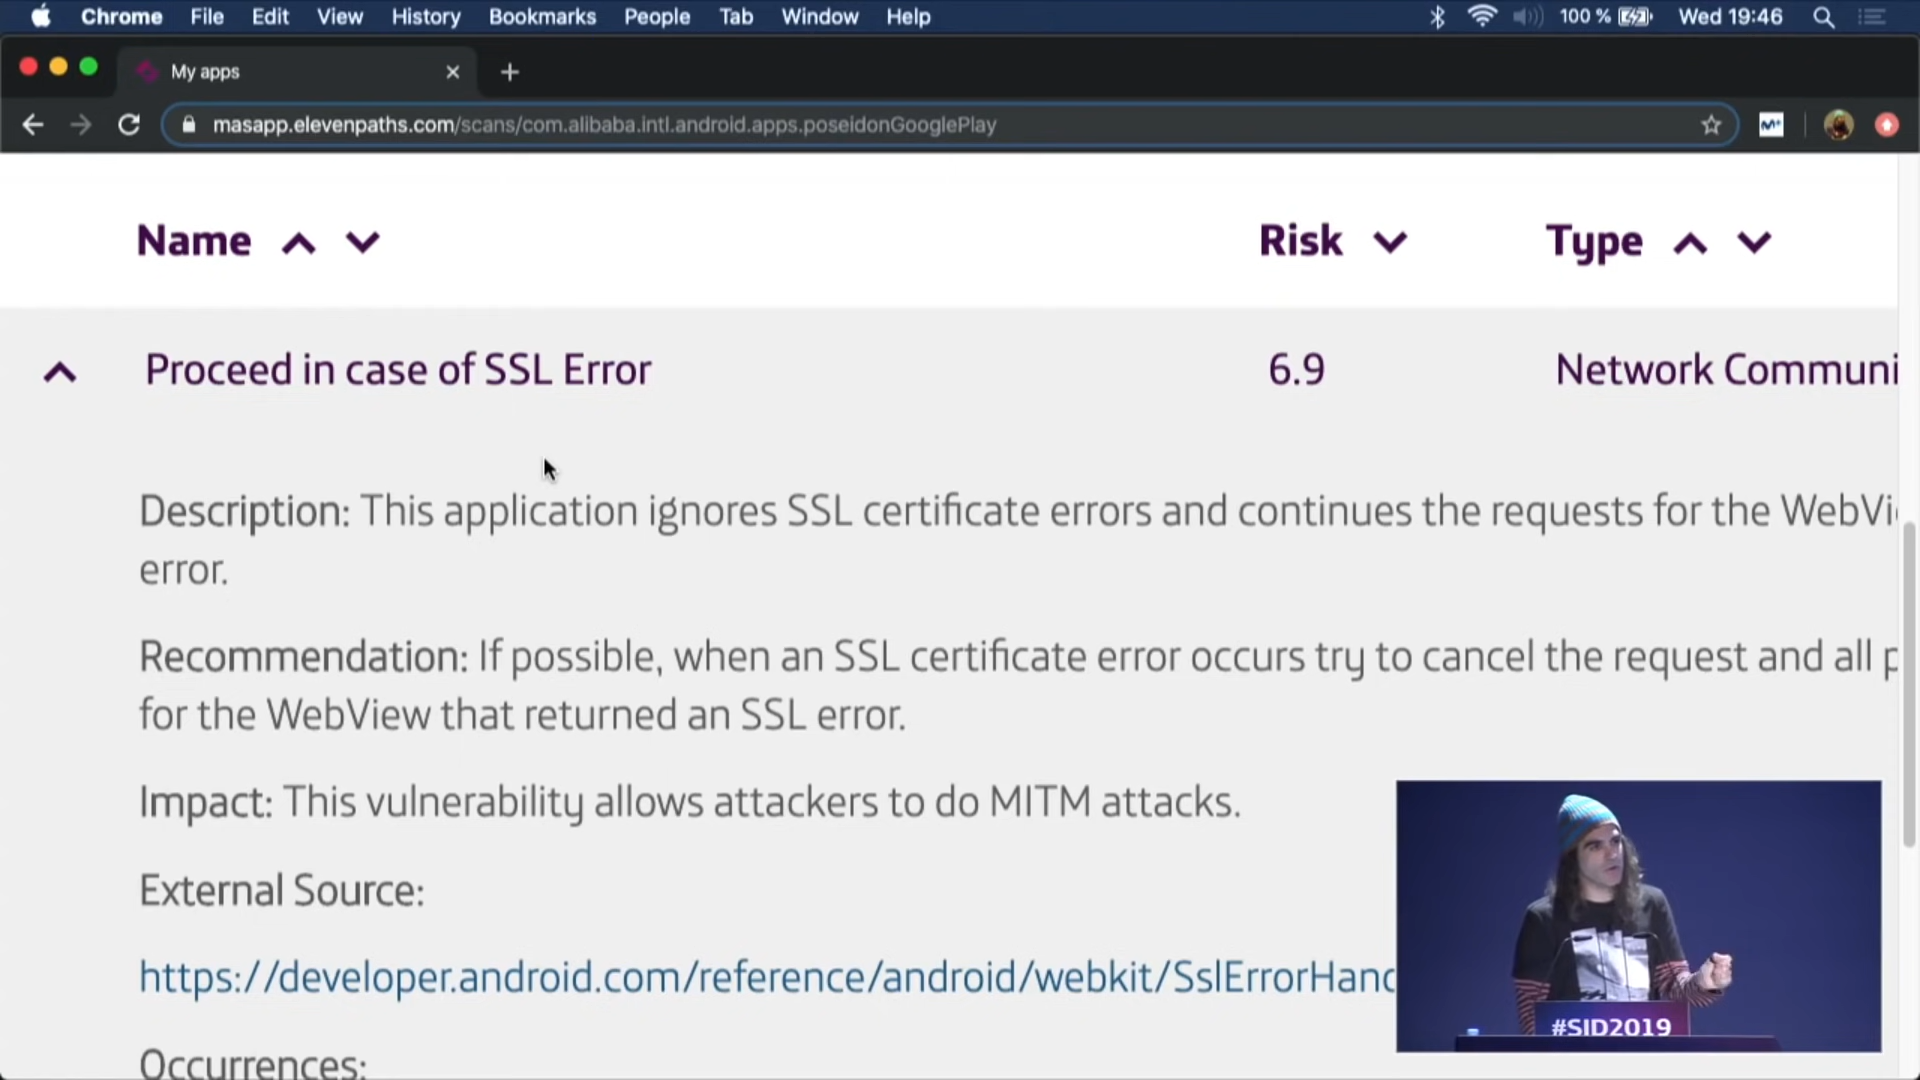 Chrome File Edit View History Bookmarks People Tab Window Help 100 % Wed 19:46
My apps
masapp.elevenpaths.com/scans/com.alibaba.intl.android.apps.poseidonGooglePlay
Name Risk Type
Proceed in case of SSL Error 6.9 Network Communi
Description: This application ignores SSL certificate errors and continues the requests for the WebVi
error.
Recommendation: If possible, when an SSL certificate error occurs try to cancel the request and all p
for the WebView that returned an SSL error.
Impact: This vulnerability allows attackers to do MITM attacks.
External Source:
https://developer.android.com/reference/android/webkit/SslErrorHand
Occurrences:
#SID2019